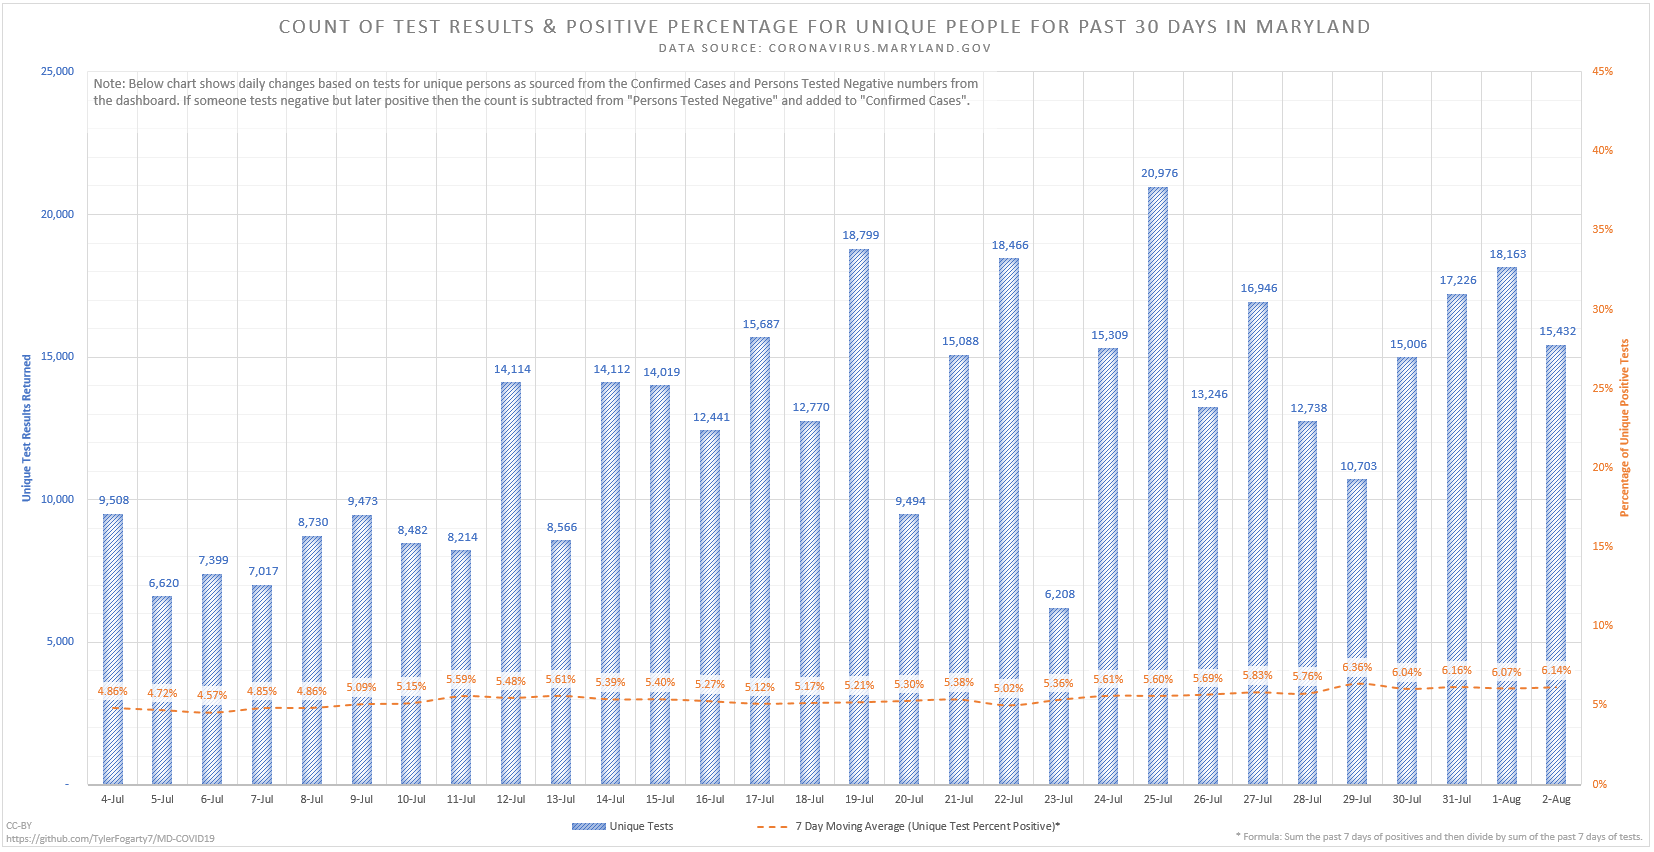 COUNT OF TEST RESULTS & POSITIVE PERCENTAGE FOR UNIQUE PEOPLE FOR PAST 30 DAYS IN MARYLAND
DATA SOURCE: CORONAVIRUS.MARYLAND.GOV
Note: Below chart shows daily changes based on tests for unique persons as sourced from the Confirmed Cases and Persons Tested Negative numbers from
the dashboard. If someone tests negative but later positive then the count is subtracted from "Persons Tested Negative" and added to "Confirmed Cases".
Unique Test Results Returned
25,000
20,000
15,000
10,000
5,000
-
9,508
6,620
7,399
7,017
8,730
9,473
8,482
8,214
14,114
8,566
14,112
14,019
12,441
15,687
12,770
18,799
9,494
15,088
18,466
6,208
15,309
20,976
13,246
16,946
12,738
10,703
15,006
17,226
18,163
15,432
4.86%
4.72%
4.57%
4.85%
4.86%
5.09%
5.15%
5.59%
5.48%
5.61%
5.39%
5.40%
5.27%
5.12%
5.17%
5.21%
5.30%
5.38%
5.02%
5.36%
5.61%
5.60%
5.69%
5.83%
5.76%
6.36%
6.04%
6.16%
6.07%
6.14%
45%
40%
35%
30%
25%
20%
15%
10%
5%
0%
Percentage of Unique Positive Tests
4-Jul
5-Jul
6-Jul
7-Jul
8-Jul
9-Jul
10-Jul
11-Jul
12-Jul
13-Jul
14-Jul
15-Jul
16-Jul
17-Jul
18-Jul
19-Jul
20-Jul
21-Jul
22-Jul
23-Jul
24-Jul
25-Jul
26-Jul
27-Jul
28-Jul
29-Jul
30-Jul
31-Jul
1-Aug
2-Aug
Unique Tests
7 Day Moving Average (Unique Test Percent Positive)*
CC-BY
https://github.com/TylerFogarty7/MD-COVID19
* Formula: Sum the past 7 days of positives and then divide by sum of the past 7 days of tests.